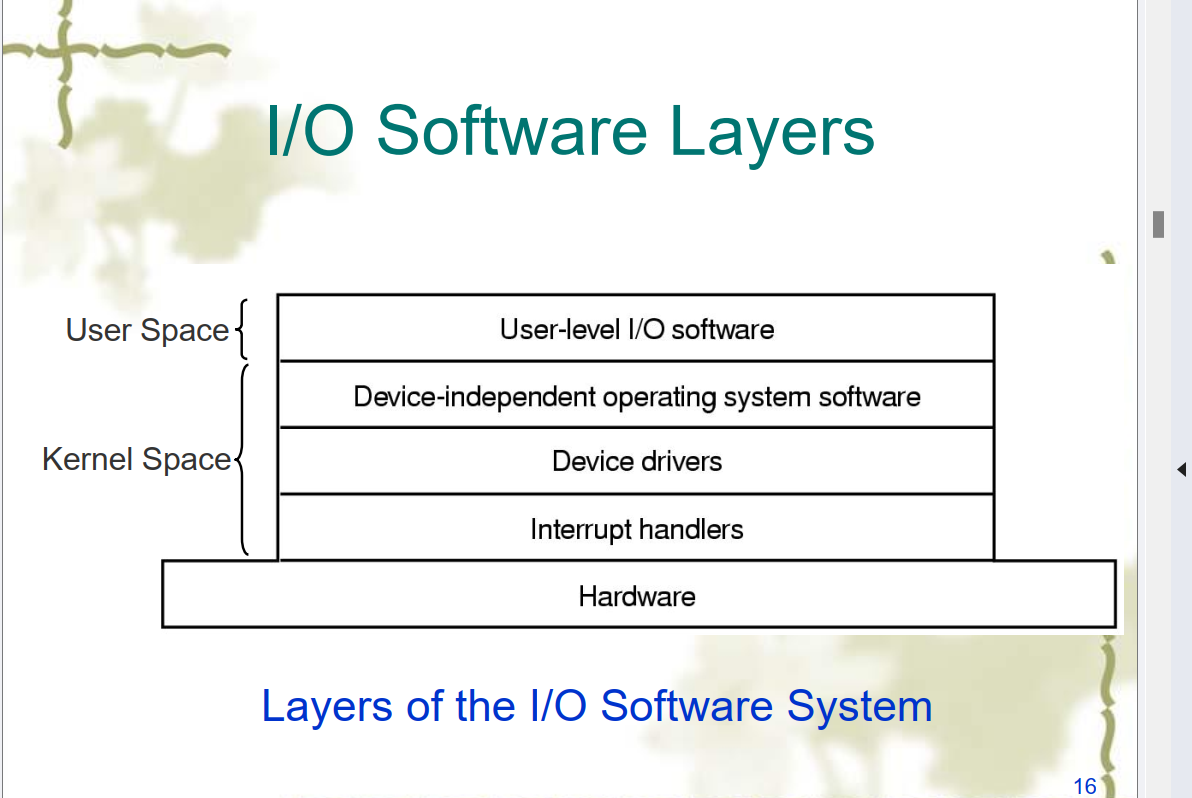 I/O Software Layers
User Space
User-level I/O software
Device-independent operating system software
Kernel Space
Device drivers
Interrupt handlers
Hardware
Layers of the I/O Software System
16